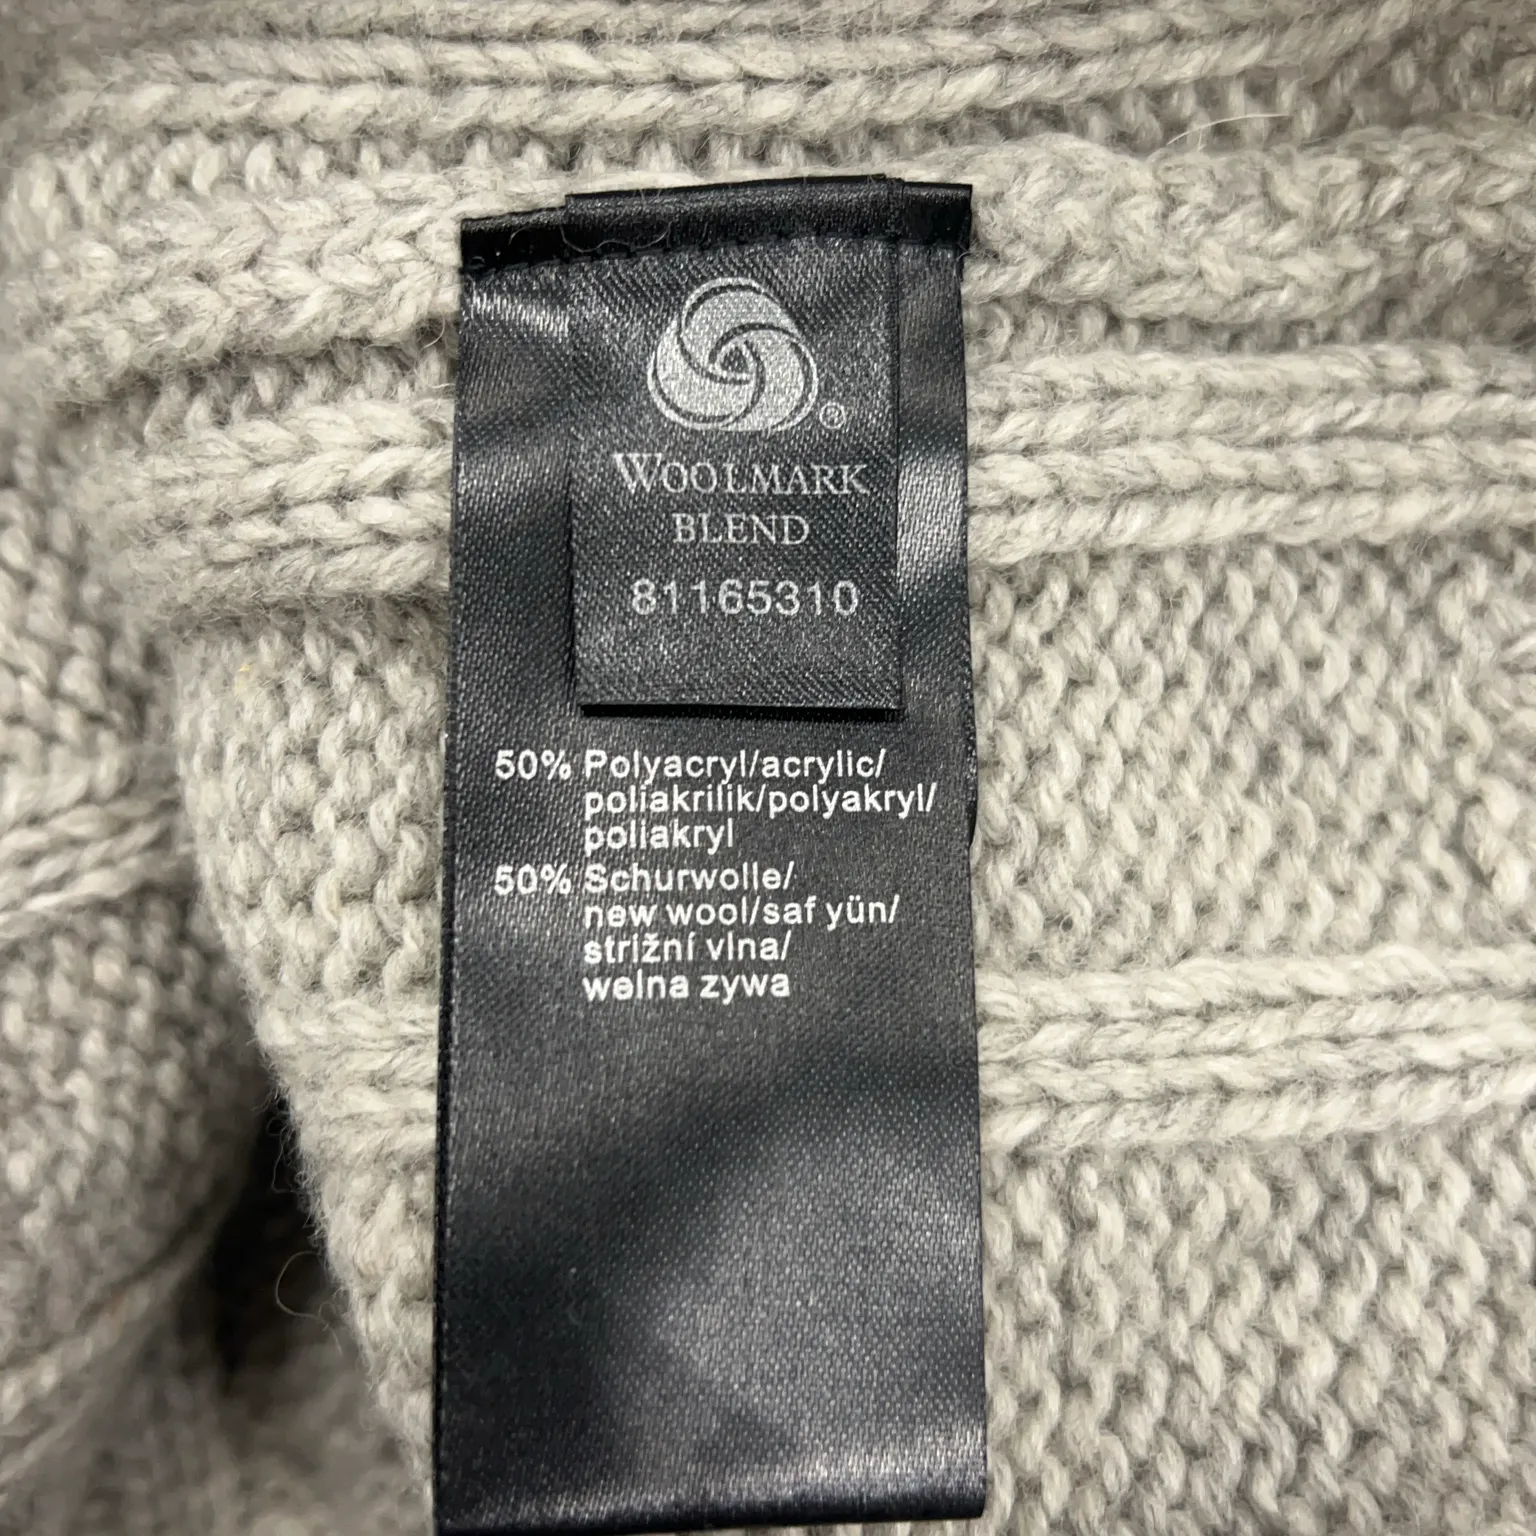 ®
WOOLMARK
BLEND
81165310
50% Polyacryl/acrylic/
poliakrilik/polyakryl/
poliakryl
50% Schurwolle/
new wool/saf yün/
strižní vlna/
welna zywa